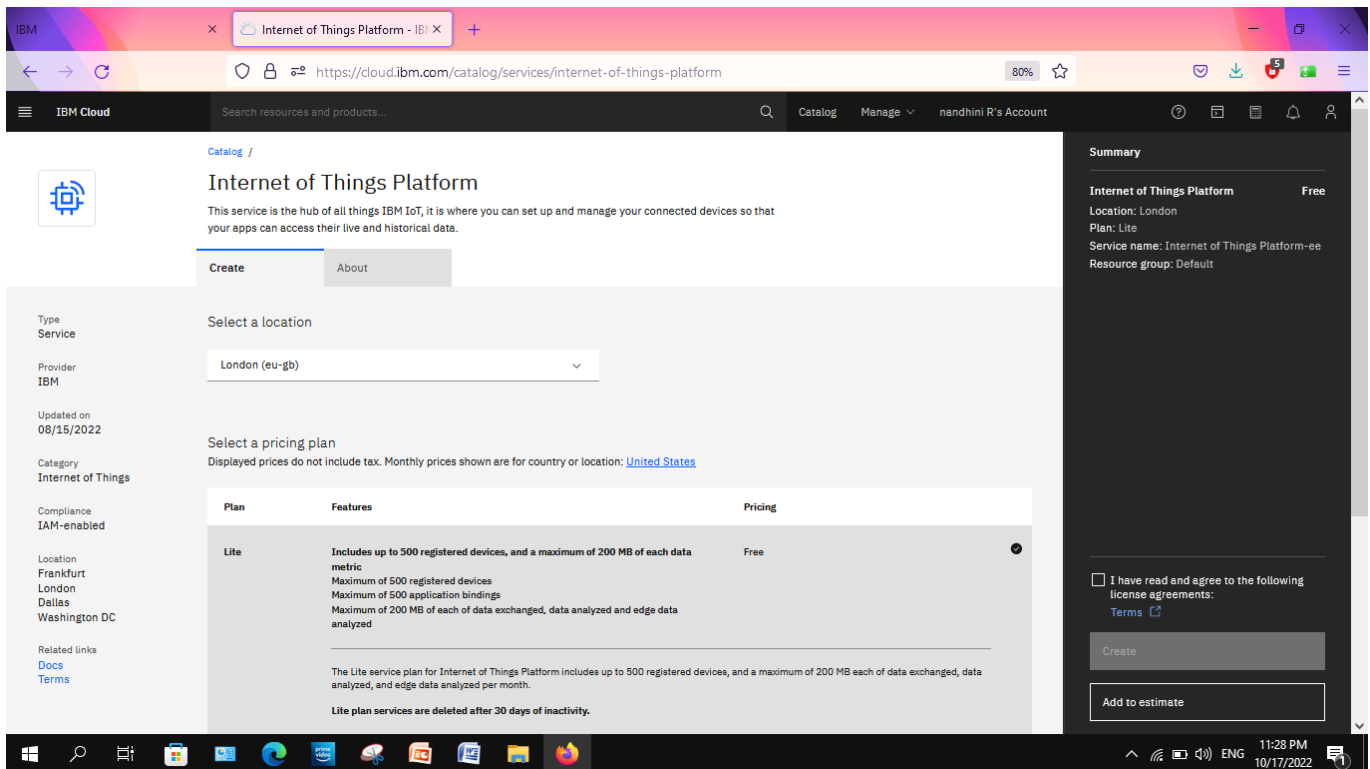 IBM
Internet of Things Platform - IB
https://cloud.ibm.com/catalog/services/internet-of-things-platform
80%
5
IBM Cloud
Search resources and products...
Catalog
Manage
nandhini R's Account
Catalog /
Internet of Things Platform
This service is the hub of all things IBM IoT, it is where you can set up and manage your connected devices so that
your apps can access their live and historical data.
Create
About
Type
Service
Provider
IBM
Updated on
08/15/2022
Category
Internet of Things
Compliance
IAM-enabled
Location
Frankfurt
London
Dallas
Washington DC
Related links
Docs
Terms
Select a location
London (eu-gb)
Select a pricing plan
Displayed prices do not include tax. Monthly prices shown are for country or location: United States
Plan
Features
Pricing
Lite
Includes up to 500 registered devices, and a maximum of 200 MB of each data
metric
Maximum of 500 registered devices
Maximum of 500 application bindings
Maximum of 200 MB of each of data exchanged, data analyzed and edge data
analyzed
Free
The Lite service plan for Internet of Things Platform includes up to 500 registered devices, and a maximum of 200 MB each of data exchanged, data
analyzed, and edge data analyzed per month.
Lite plan services are deleted after 30 days of inactivity.
Summary
Internet of Things Platform
Free
Location: London
Plan: Lite
Service name: Internet of Things Platform-ee
Resource group: Default
I have read and agree to the following
license agreements:
Terms
Create
Add to estimate
prime
video
ENG
11:28 PM
10/17/2022
1